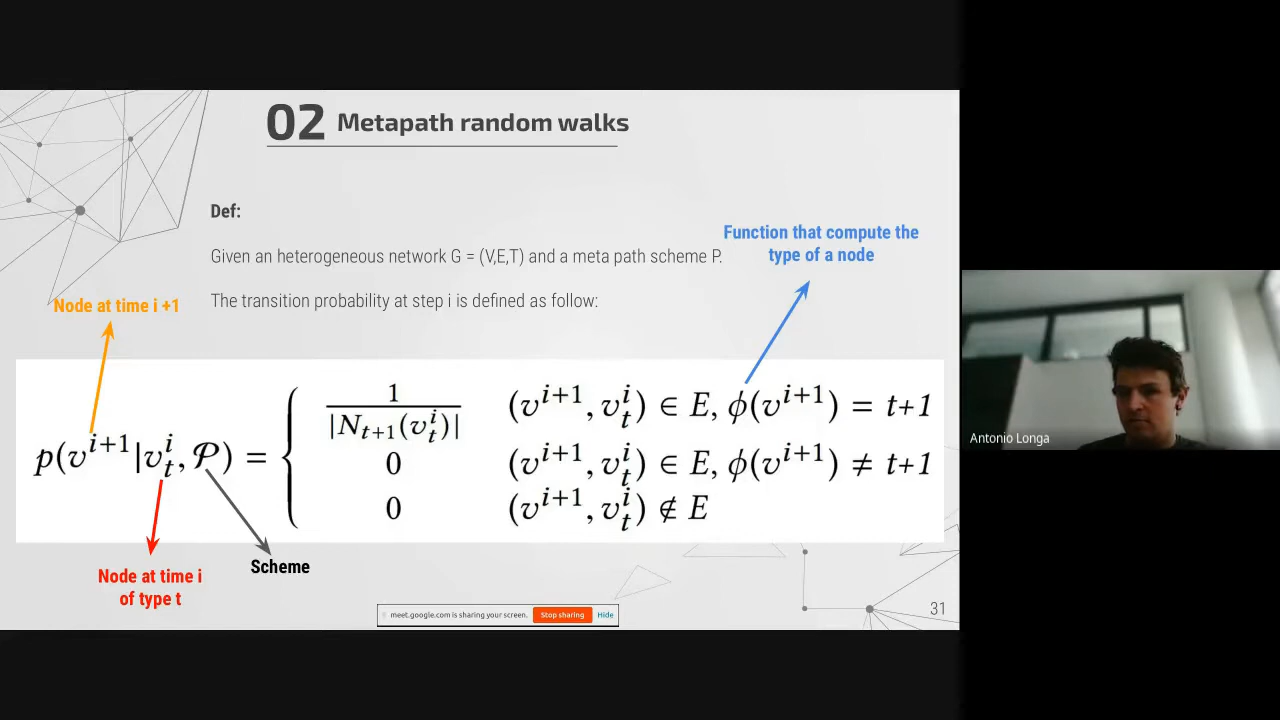 02 Metapath random walks
Def:
Function that compute the
type of a node
Given an heterogeneous network G = (V,E,T) and a meta path scheme P.
Node at time i +1
The transition probability at step i is defined as follow:
p(v^{i+1}|v_t^i, 𝒫) = {
1/|N_{t+1}(v_t^i)| (v^{i+1}, v_t^i) ∈ E, ϕ(v^{i+1}) = t+1
0 (v^{i+1}, v_t^i) ∈ E, ϕ(v^{i+1}) ≠ t+1
0 (v^{i+1}, v_t^i) ∉ E
Scheme
Node at time i
of type t
meet.google.com is sharing your screen. Stop sharing Hide
31
Antonio Longa